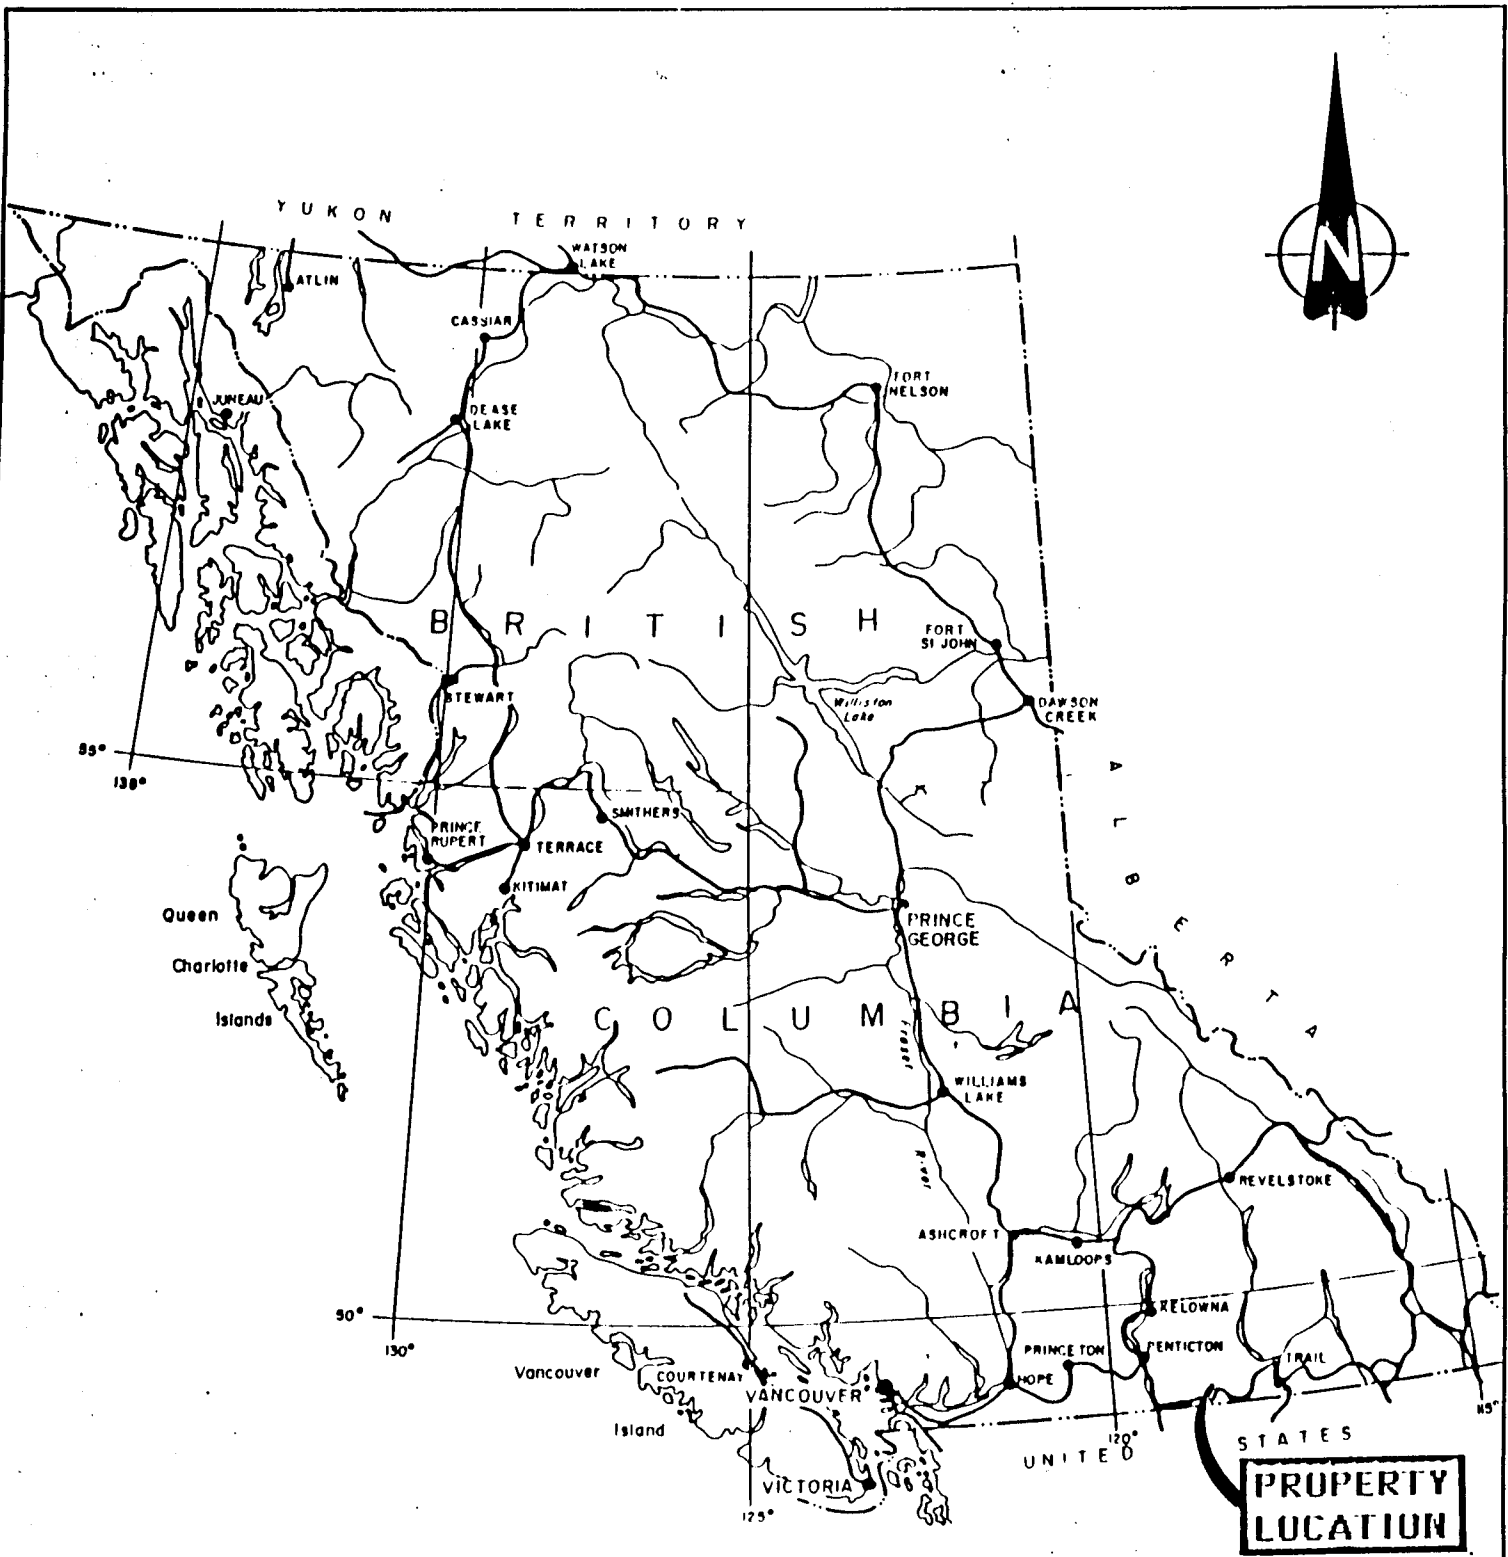 YUKON TERRITORY
WATSON
LAKE
ATLIN
CASSIAR
N
FORT
NELSON
JUNEAU
DEASE
LAKE
BRITISH
FORT
ST JOHN
STEWART
Williston
Lake
DAWSON
CREEK
55°
ALBERTA
PRINCE
RUPERT
SMITHERS
TERRACE
KITIMAT
Queen
Charlotte
Islands
PRINCE
GEORGE
COLUMBIA
Fraser
River
WILLIAMS
LAKE
REVELSTOKE
ASHCROFT
KAMLOOPS
KELOWNA
50°
130°
PRINCETON
PENTICTON
TRAIL
Vancouver
Island
COURTENAY
VANCOUVER
HOPE
115°
120°
UNITED STATES
VICTORIA
125°
PROPERTY
LOCATION